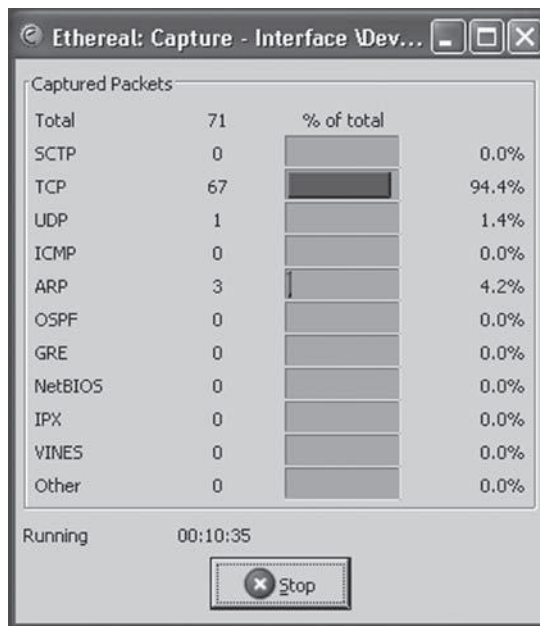 Ethereal: Capture - Interface \Dev...
Captured Packets
Total 71 % of total
SCTP 0 0.0%
TCP 67 94.4%
UDP 1 1.4%
ICMP 0 0.0%
ARP 3 4.2%
OSPF 0 0.0%
GRE 0 0.0%
NetBIOS 0 0.0%
IPX 0 0.0%
VINES 0 0.0%
Other 0 0.0%
Running 00:10:35
Stop